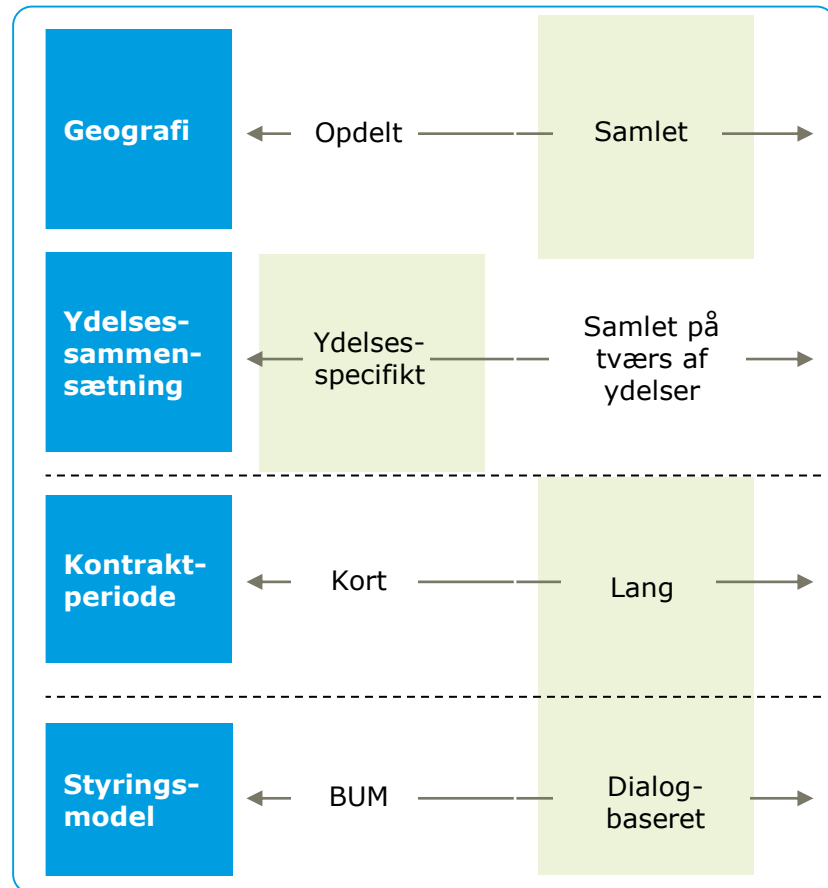 Geografi
Opdelt
Samlet
Ydelses-
sammen-
sætning
Ydelses-
specifikt
Samlet på
tværs af
ydelser
Kontrakt-
periode
Kort
Lang
Styrings-
model
BUM
Dialog-
baseret